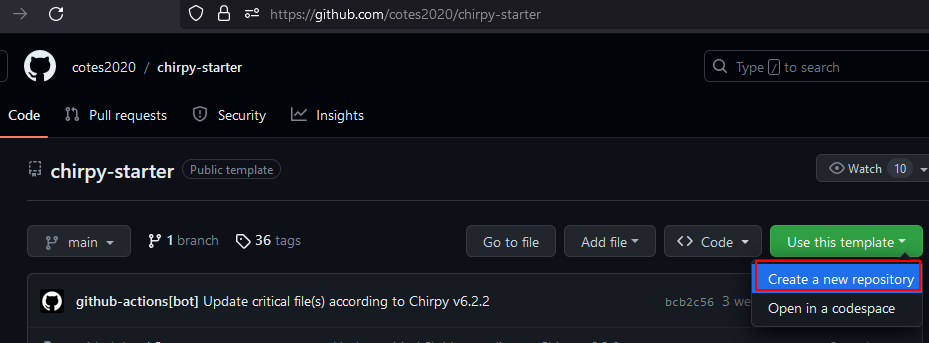 https://github.com/cotes2020/chirpy-starter
cotes2020 / chirpy-starter
Type / to search
Code Pull requests Security Insights
chirpy-starter Public template
Watch 10
main 1 branch 36 tags Go to file Add file Code Use this template
Create a new repository
Open in a codespace
github-actions[bot] Update critical file(s) according to Chirpy v6.2.2 bcb2c56 3 we